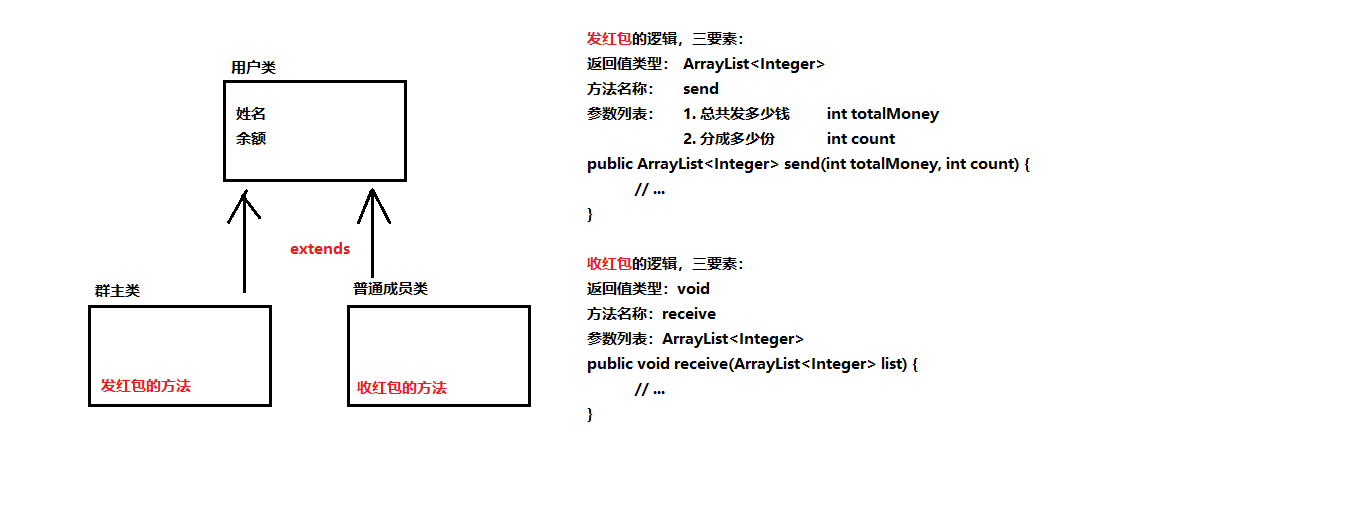 用户类
姓名
余额
extends
群主类
发红包的方法
普通成员类
收红包的方法
发红包的逻辑，三要素：
返回值类型： ArrayList<Integer>
方法名称： send
参数列表： 1. 总共发多少钱 int totalMoney
2. 分成多少份 int count
public ArrayList<Integer> send(int totalMoney, int count) {
// ...
}
收红包的逻辑，三要素：
返回值类型：void
方法名称：receive
参数列表：ArrayList<Integer>
public void receive(ArrayList<Integer> list) {
// ...
}